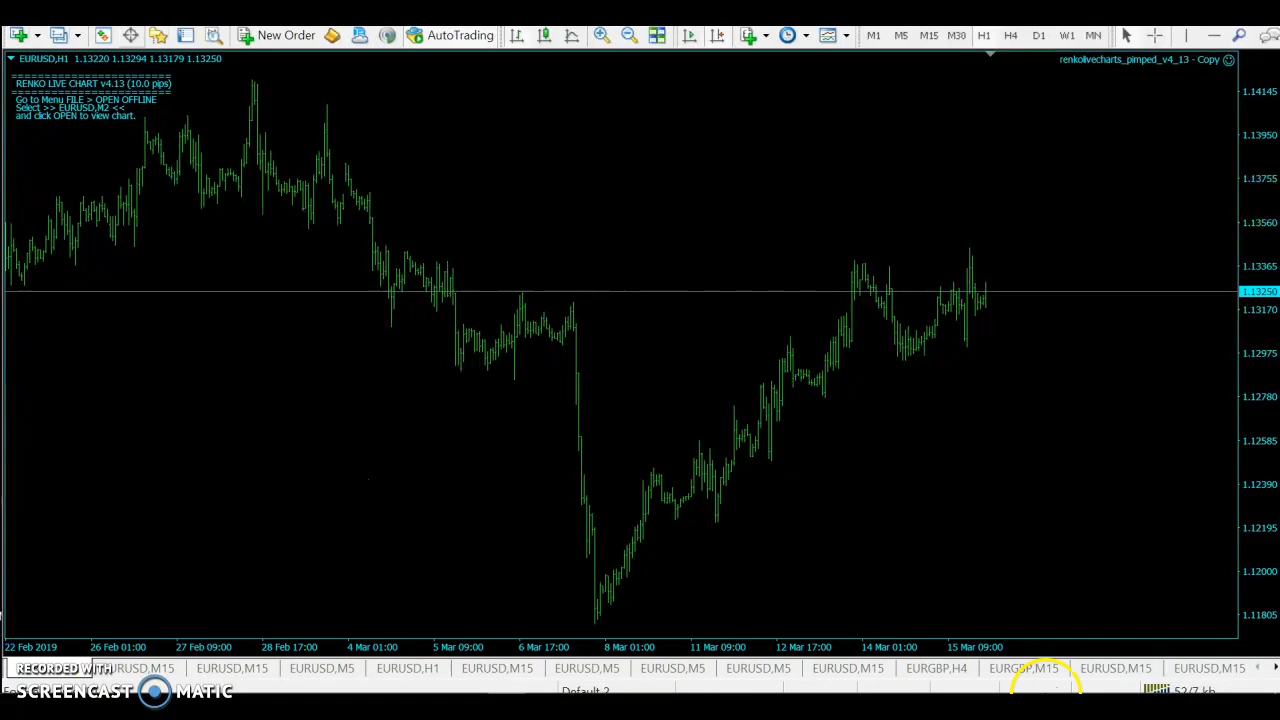 New Order AutoTrading M1 M5 M15 M30 H1 H4 D1 W1 MN
EURUSD,H1 1.13220 1.13294 1.13179 1.13250
renkolivecharts_pimped_v4_13 - Copy
==========================
RENKO LIVE CHART v4.13 (10.0 pips)
==========================
Go to Menu FILE > OPEN OFFLINE
Select >> EURUSD,M2 <<
and click OPEN to view chart.
1.14145
1.13950
1.13755
1.13560
1.13365
1.13250
1.13170
1.12975
1.12780
1.12585
1.12390
1.12195
1.12000
1.11805
22 Feb 2019 26 Feb 01:00 27 Feb 09:00 28 Feb 17:00 4 Mar 01:00 5 Mar 09:00 6 Mar 17:00 8 Mar 01:00 11 Mar 09:00 12 Mar 17:00 14 Mar 01:00 15 Mar 09:00
EURUSD,M15 EURUSD,M5 EURUSD,H1 EURUSD,M15 EURUSD,M5 EURUSD,M5 EURUSD,M5 EURUSD,M15 EURGBP,H4 EURGBP,M15 EURUSD,M15 EURUSD,M15
RECORDED WITH
SCREENCAST MATIC
Default 2
52/7 kb